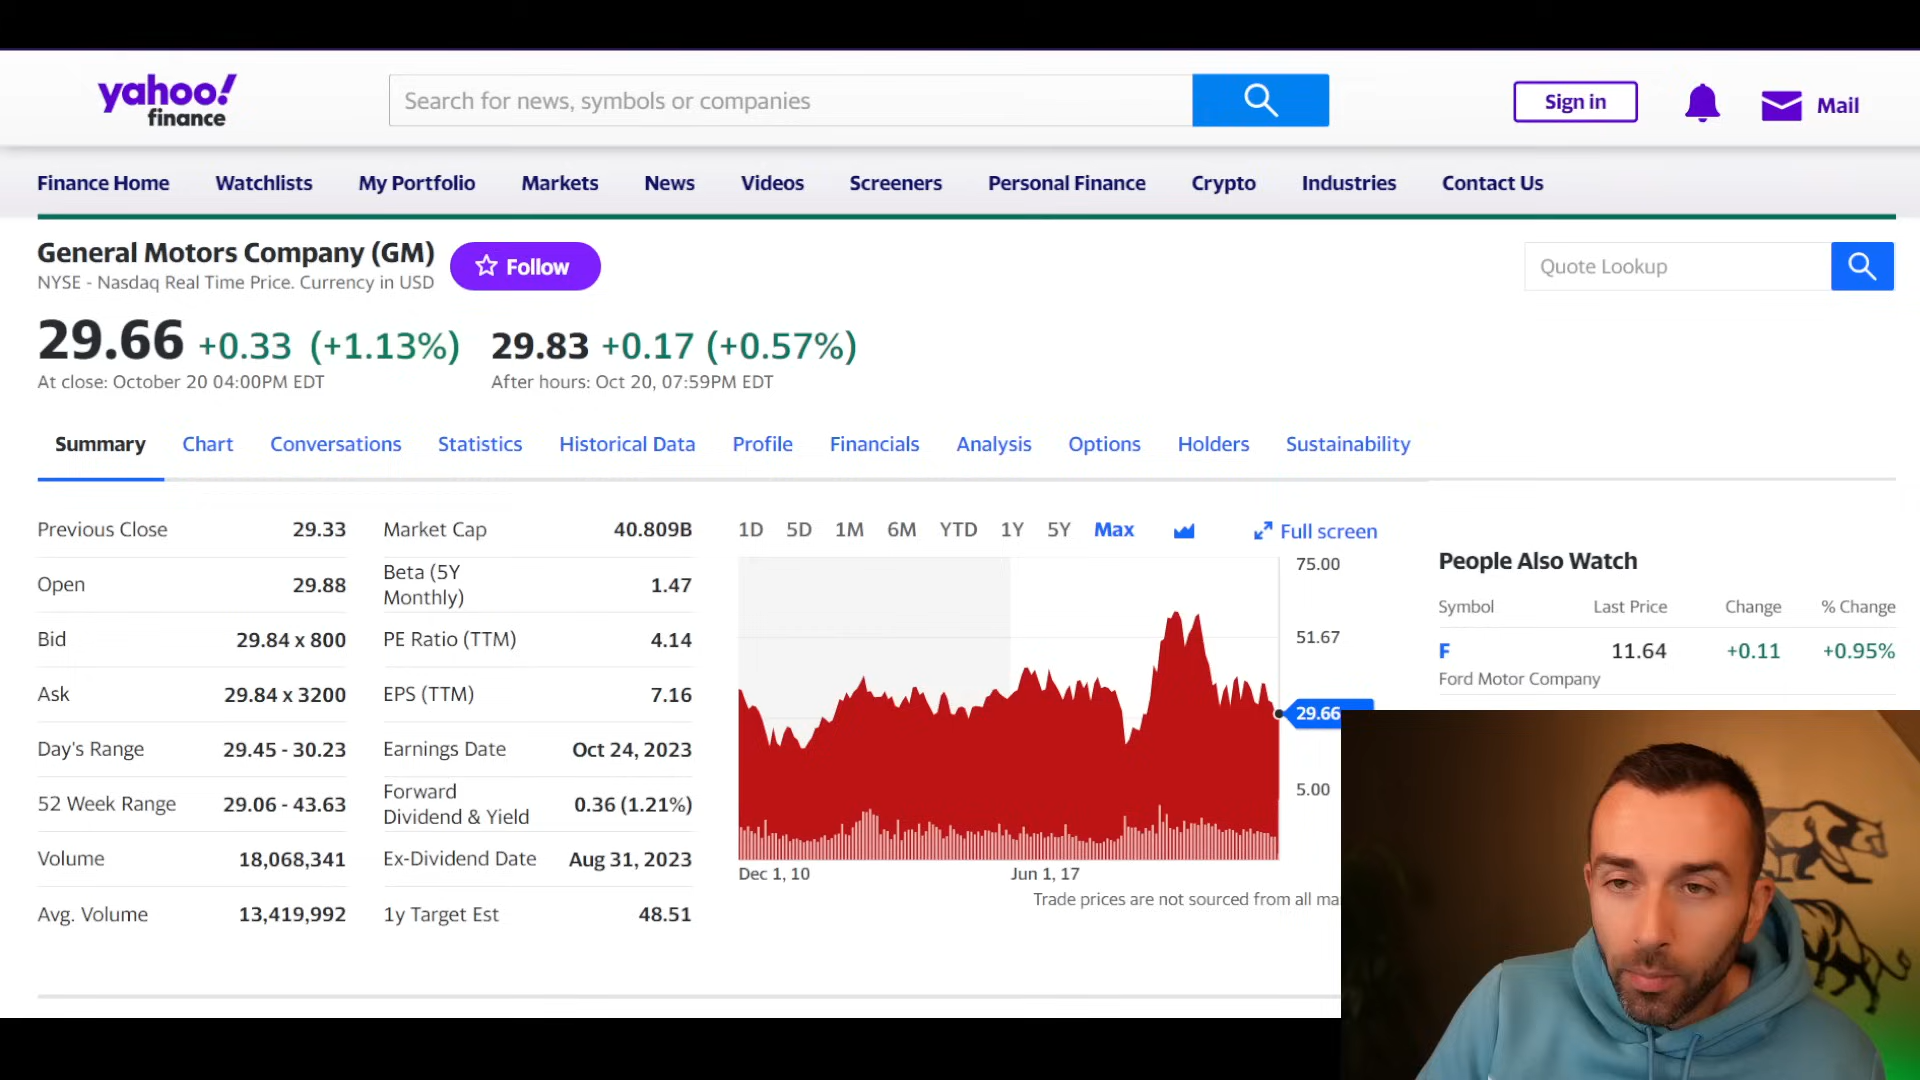 yahoo!
finance
Search for news, symbols or companies
Sign in
Mail
Finance Home Watchlists My Portfolio Markets News Videos Screeners Personal Finance Crypto Industries Contact Us
General Motors Company (GM)
NYSE - Nasdaq Real Time Price. Currency in USD
Follow
Quote Lookup
29.66 +0.33 (+1.13%) 29.83 +0.17 (+0.57%)
At close: October 20 04:00PM EDT After hours: Oct 20, 07:59PM EDT
Summary Chart Conversations Statistics Historical Data Profile Financials Analysis Options Holders Sustainability
Previous Close 29.33
Open 29.88
Bid 29.84 x 800
Ask 29.84 x 3200
Day's Range 29.45 - 30.23
52 Week Range 29.06 - 43.63
Volume 18,068,341
Avg. Volume 13,419,992
Market Cap 40.809B
Beta (5Y
Monthly) 1.47
PE Ratio (TTM) 4.14
EPS (TTM) 7.16
Earnings Date Oct 24, 2023
Forward
Dividend & Yield 0.36 (1.21%)
Ex-Dividend Date Aug 31, 2023
1y Target Est 48.51
1D 5D 1M 6M YTD 1Y 5Y Max Full screen
75.00
51.67
29.66
5.00
Dec 1, 10 Jun 1, 17
Trade prices are not sourced from all ma
People Also Watch
Symbol Last Price Change % Change
F 11.64 +0.11 +0.95%
Ford Motor Company